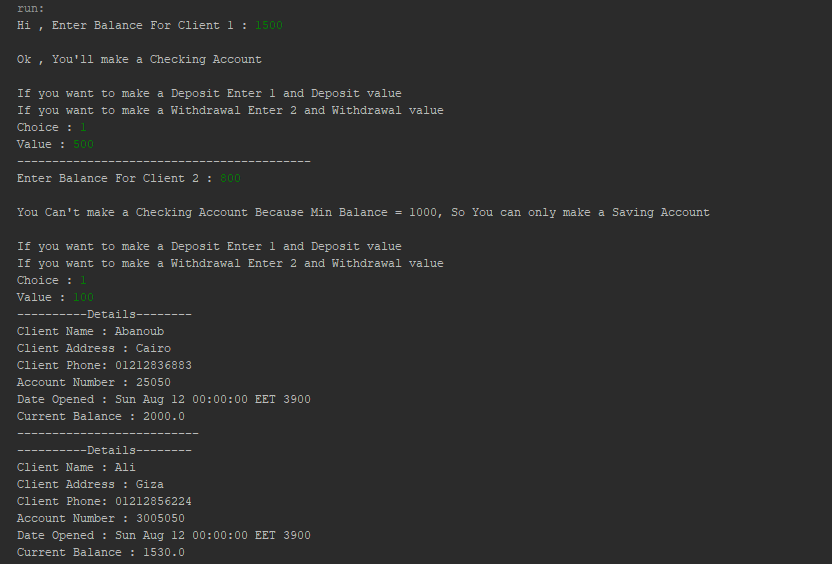 run:
Hi , Enter Balance For Client 1 : 1500
Ok , You'll make a Checking Account
If you want to make a Deposit Enter 1 and Deposit value
If you want to make a Withdrawal Enter 2 and Withdrawal value
Choice : 1
Value : 500
------------------------------------------
Enter Balance For Client 2 : 800
You Can't make a Checking Account Because Min Balance = 1000, So You can only make a Saving Account
If you want to make a Deposit Enter 1 and Deposit value
If you want to make a Withdrawal Enter 2 and Withdrawal value
Choice : 1
Value : 100
----------Details--------
Client Name : Abanoub
Client Address : Cairo
Client Phone: 01212836883
Account Number : 25050
Date Opened : Sun Aug 12 00:00:00 EET 3900
Current Balance : 2000.0
--------------------------
----------Details--------
Client Name : Ali
Client Address : Giza
Client Phone: 01212856224
Account Number : 3005050
Date Opened : Sun Aug 12 00:00:00 EET 3900
Current Balance : 1530.0